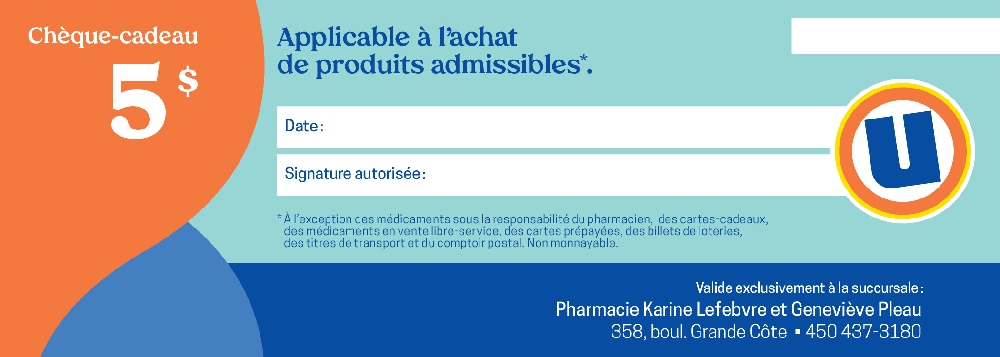 Chèque-cadeau
5 $
Applicable à l’achat
de produits admissibles*.
Date :
Signature autorisée :
U
* À l’exception des médicaments sous la responsabilité du pharmacien, des cartes-cadeaux,
des médicaments en vente libre-service, des cartes prépayées, des billets de loteries,
des titres de transport et du comptoir postal. Non monnayable.
Valide exclusivement à la succursale :
Pharmacie Karine Lefebvre et Geneviève Pleau
358, boul. Grande Côte ▪ 450 437-3180